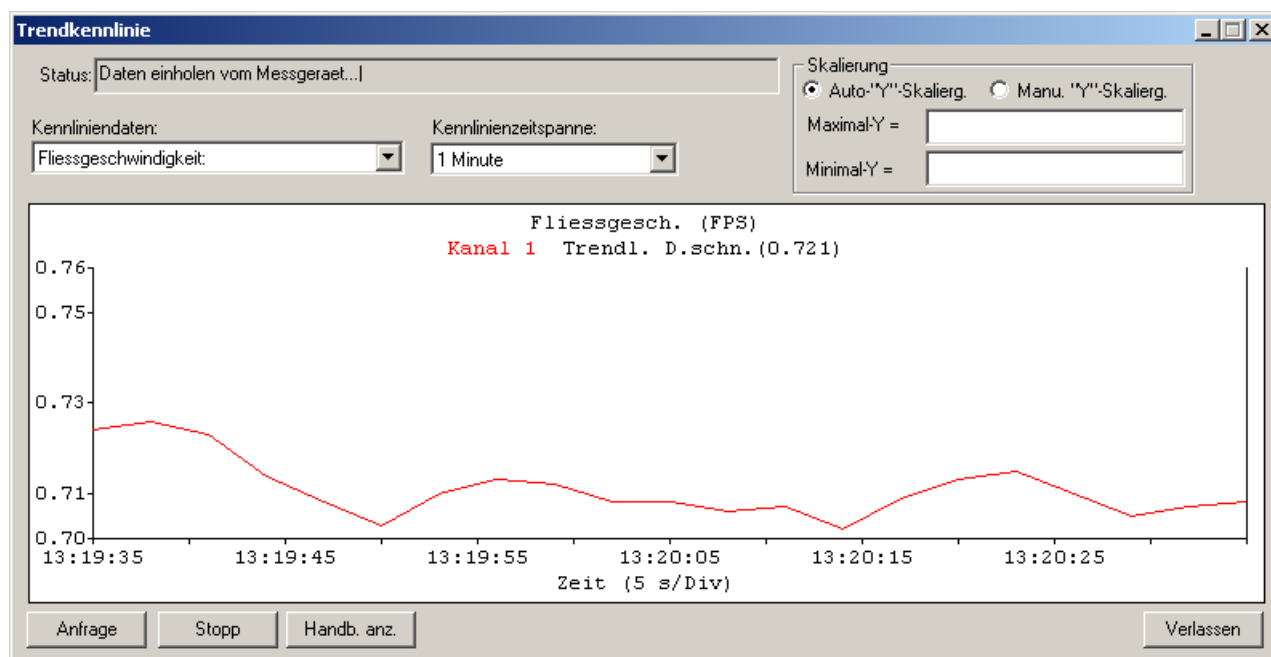 Trendkennlinie
Status: Daten einholen vom Messgeraet...|
Skalierung
Auto-"Y"-Skalierg. Manu. "Y"-Skalierg.
Maximal-Y =
Minimal-Y =
Kennliniendaten: Kennlinienzeitspanne:
Fliessgeschwindigkeit: 1 Minute
Fliessgesch. (FPS)
Kanal 1 Trendl. D.schn.(0.721)
0.76
0.75
0.73
0.71
0.70
13:19:35 13:19:45 13:19:55 13:20:05 13:20:15 13:20:25
Zeit (5 s/Div)
Anfrage Stopp Handb. anz. Verlassen